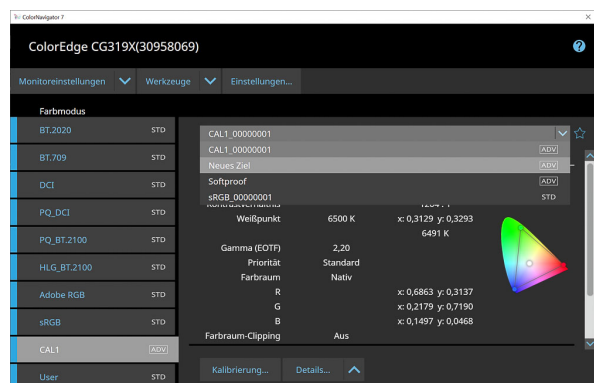 ColorNavigator 7
ColorEdge CG319X(30958069)
Monitoreinstellungen Werkzeuge Einstellungen...
Farbmodus
BT.2020 STD
BT.709 STD
DCI STD
PQ_DCI STD
PQ_BT.2100 STD
HLG_BT.2100 STD
Adobe RGB STD
sRGB STD
CAL1 ADV
User STD
CAL1_00000001
CAL1_00000001 ADV
Neues Ziel ADV
Softproof ADV
sRGB_00000001 STD
Kontrastverhältnis 1264 : 1
Weißpunkt 6500 K x: 0,3129 y: 0,3293
6491 K
Gamma (EOTF) 2,20
Priorität Standard
Farbraum Nativ
R x: 0,6863 y: 0,3137
G x: 0,2179 y: 0,7190
B x: 0,1497 y: 0,0468
Farbraum-Clipping Aus
Kalibrierung... Details...